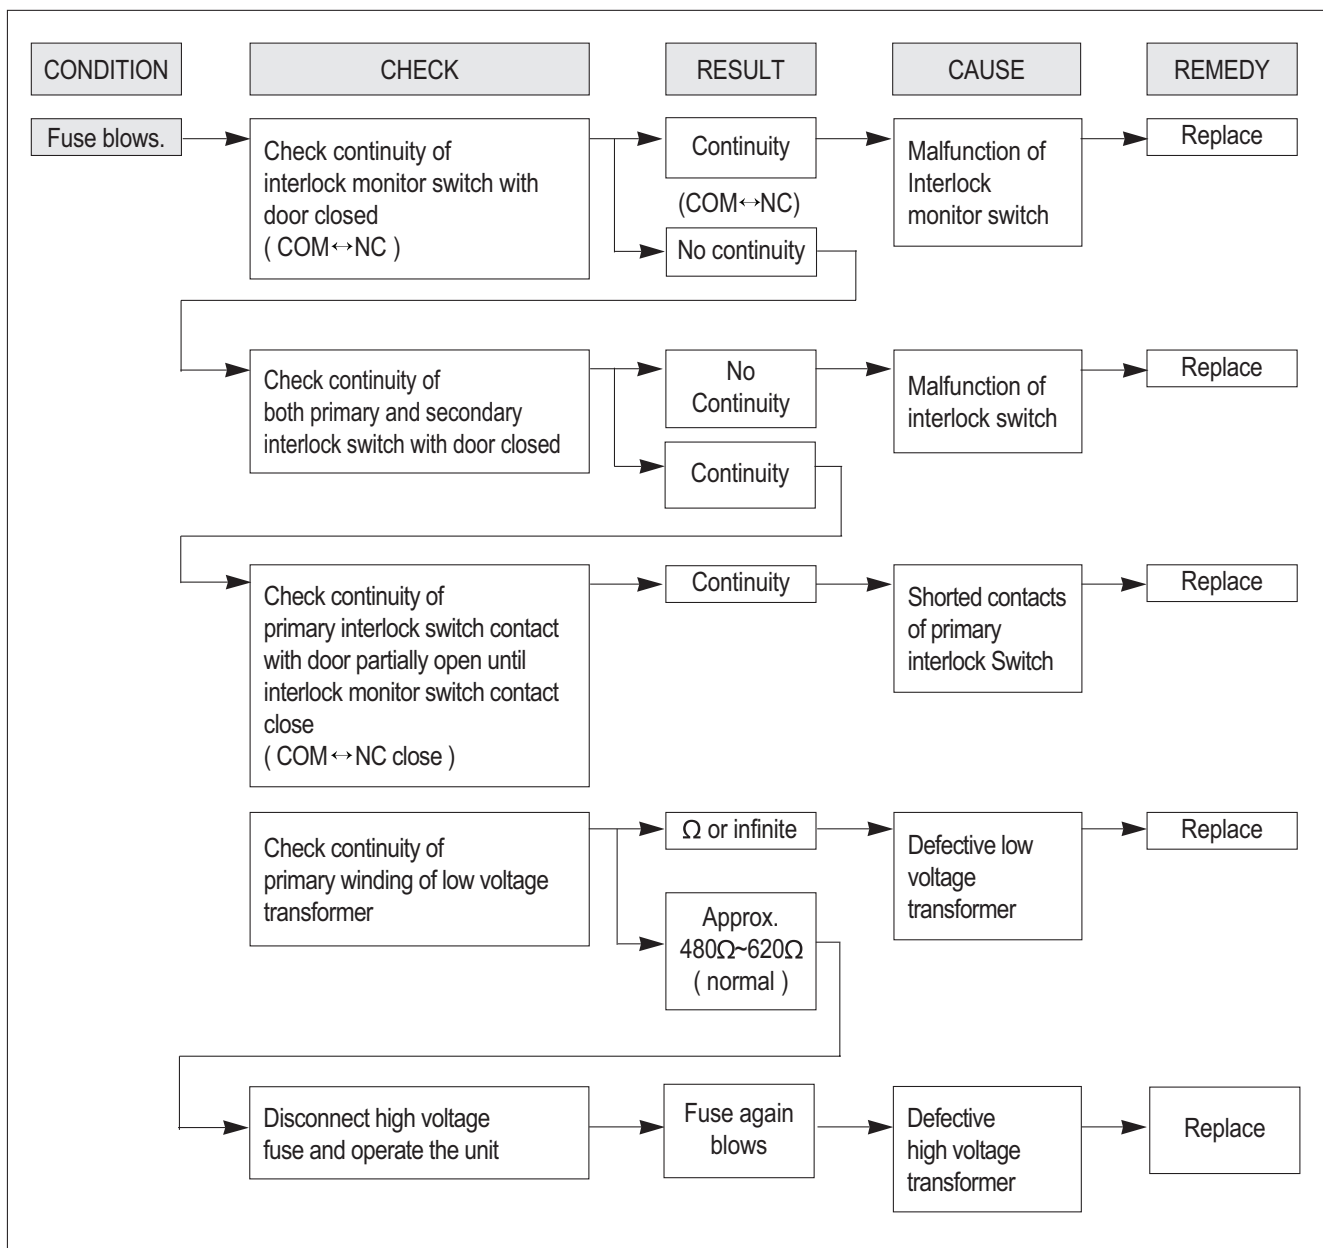 CONDITION
CHECK
RESULT
CAUSE
REMEDY
Fuse blows.
Check continuity of
interlock monitor switch with
door closed
( COM↔NC )
Continuity
(COM↔NC)
No continuity
Malfunction of
Interlock
monitor switch
Replace
Check continuity of
both primary and secondary
interlock switch with door closed
No
Continuity
Continuity
Malfunction of
interlock switch
Replace
Check continuity of
primary interlock switch contact
with door partially open until
interlock monitor switch contact
close
( COM↔NC close )
Continuity
Shorted contacts
of primary
interlock Switch
Replace
Check continuity of
primary winding of low voltage
transformer
Ω or infinite
Approx.
480Ω~620Ω
( normal )
Defective low
voltage
transformer
Replace
Disconnect high voltage
fuse and operate the unit
Fuse again
blows
Defective
high voltage
transformer
Replace